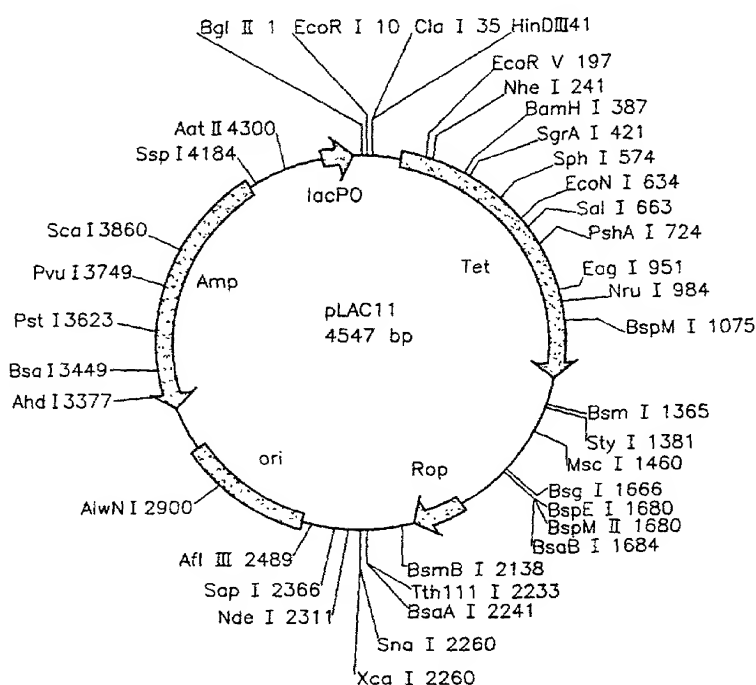 Bgl II 1
EcoR I 10
Cla I 35
HinDIII 41
EcoR V 197
Nhe I 241
BamH I 387
SgrA I 421
Sph I 574
EcoN I 634
Sal I 663
PshA I 724
Eag I 951
Nru I 984
BspM I 1075
Bsm I 1365
Sty I 1381
Msc I 1460
Bsg I 1666
BspE I 1680
BspM II 1680
BsaB I 1684
BsmB I 2138
Tth111 I 2233
BsaA I 2241
Sna I 2260
Xca I 2260
Nde I 2311
Sap I 2366
Afl III 2489
AlwN I 2900
Ahd I 3377
Bsa I 3449
Pst I 3623
Pvu I 3749
Sca I 3860
Ssp I 4184
Aat II 4300
lacPO
Tet
Amp
pLAC11
4547 bp
ori
Rop